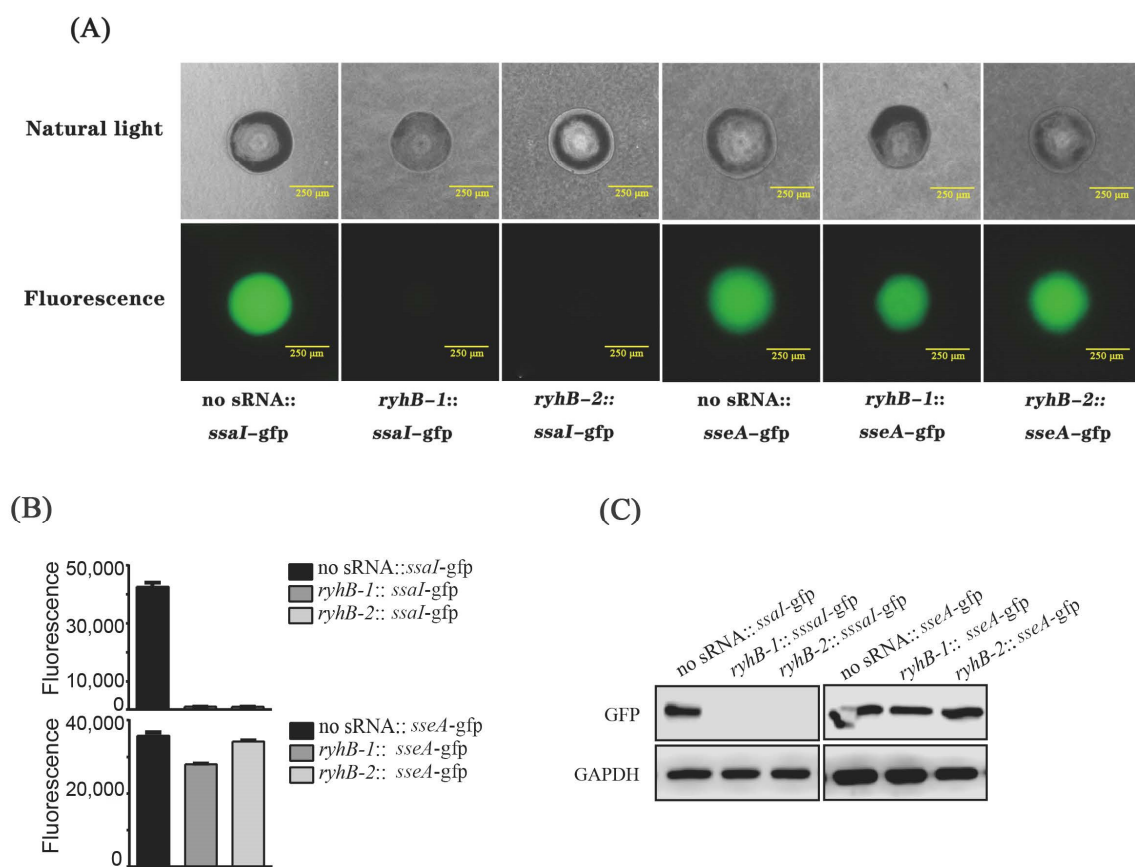 (A)
Natural light
250 μm 250 μm 250 μm 250 μm 250 μm 250 μm
Fluorescence
250 μm 250 μm 250 μm 250 μm 250 μm 250 μm
no sRNA:: ryhB-1:: ryhB-2:: no sRNA:: ryhB-1:: ryhB-2::
ssaI-gfp ssaI-gfp ssaI-gfp sseA-gfp sseA-gfp sseA-gfp
(B)
Fluorescence
50,000
30,000
10,000
0
no sRNA::ssaI-gfp
ryhB-1:: ssaI-gfp
ryhB-2:: ssaI-gfp
Fluorescence
40,000
20,000
0
no sRNA:: sseA-gfp
ryhB-1:: sseA-gfp
ryhB-2:: sseA-gfp
(C)
no sRNA:: ssaI-gfp
ryhB-1:: sssaI-gfp
ryhB-2:: sssaI-gfp
no sRNA:: sseA-gfp
ryhB-1:: sseA-gfp
ryhB-2:: sseA-gfp
GFP
GAPDH